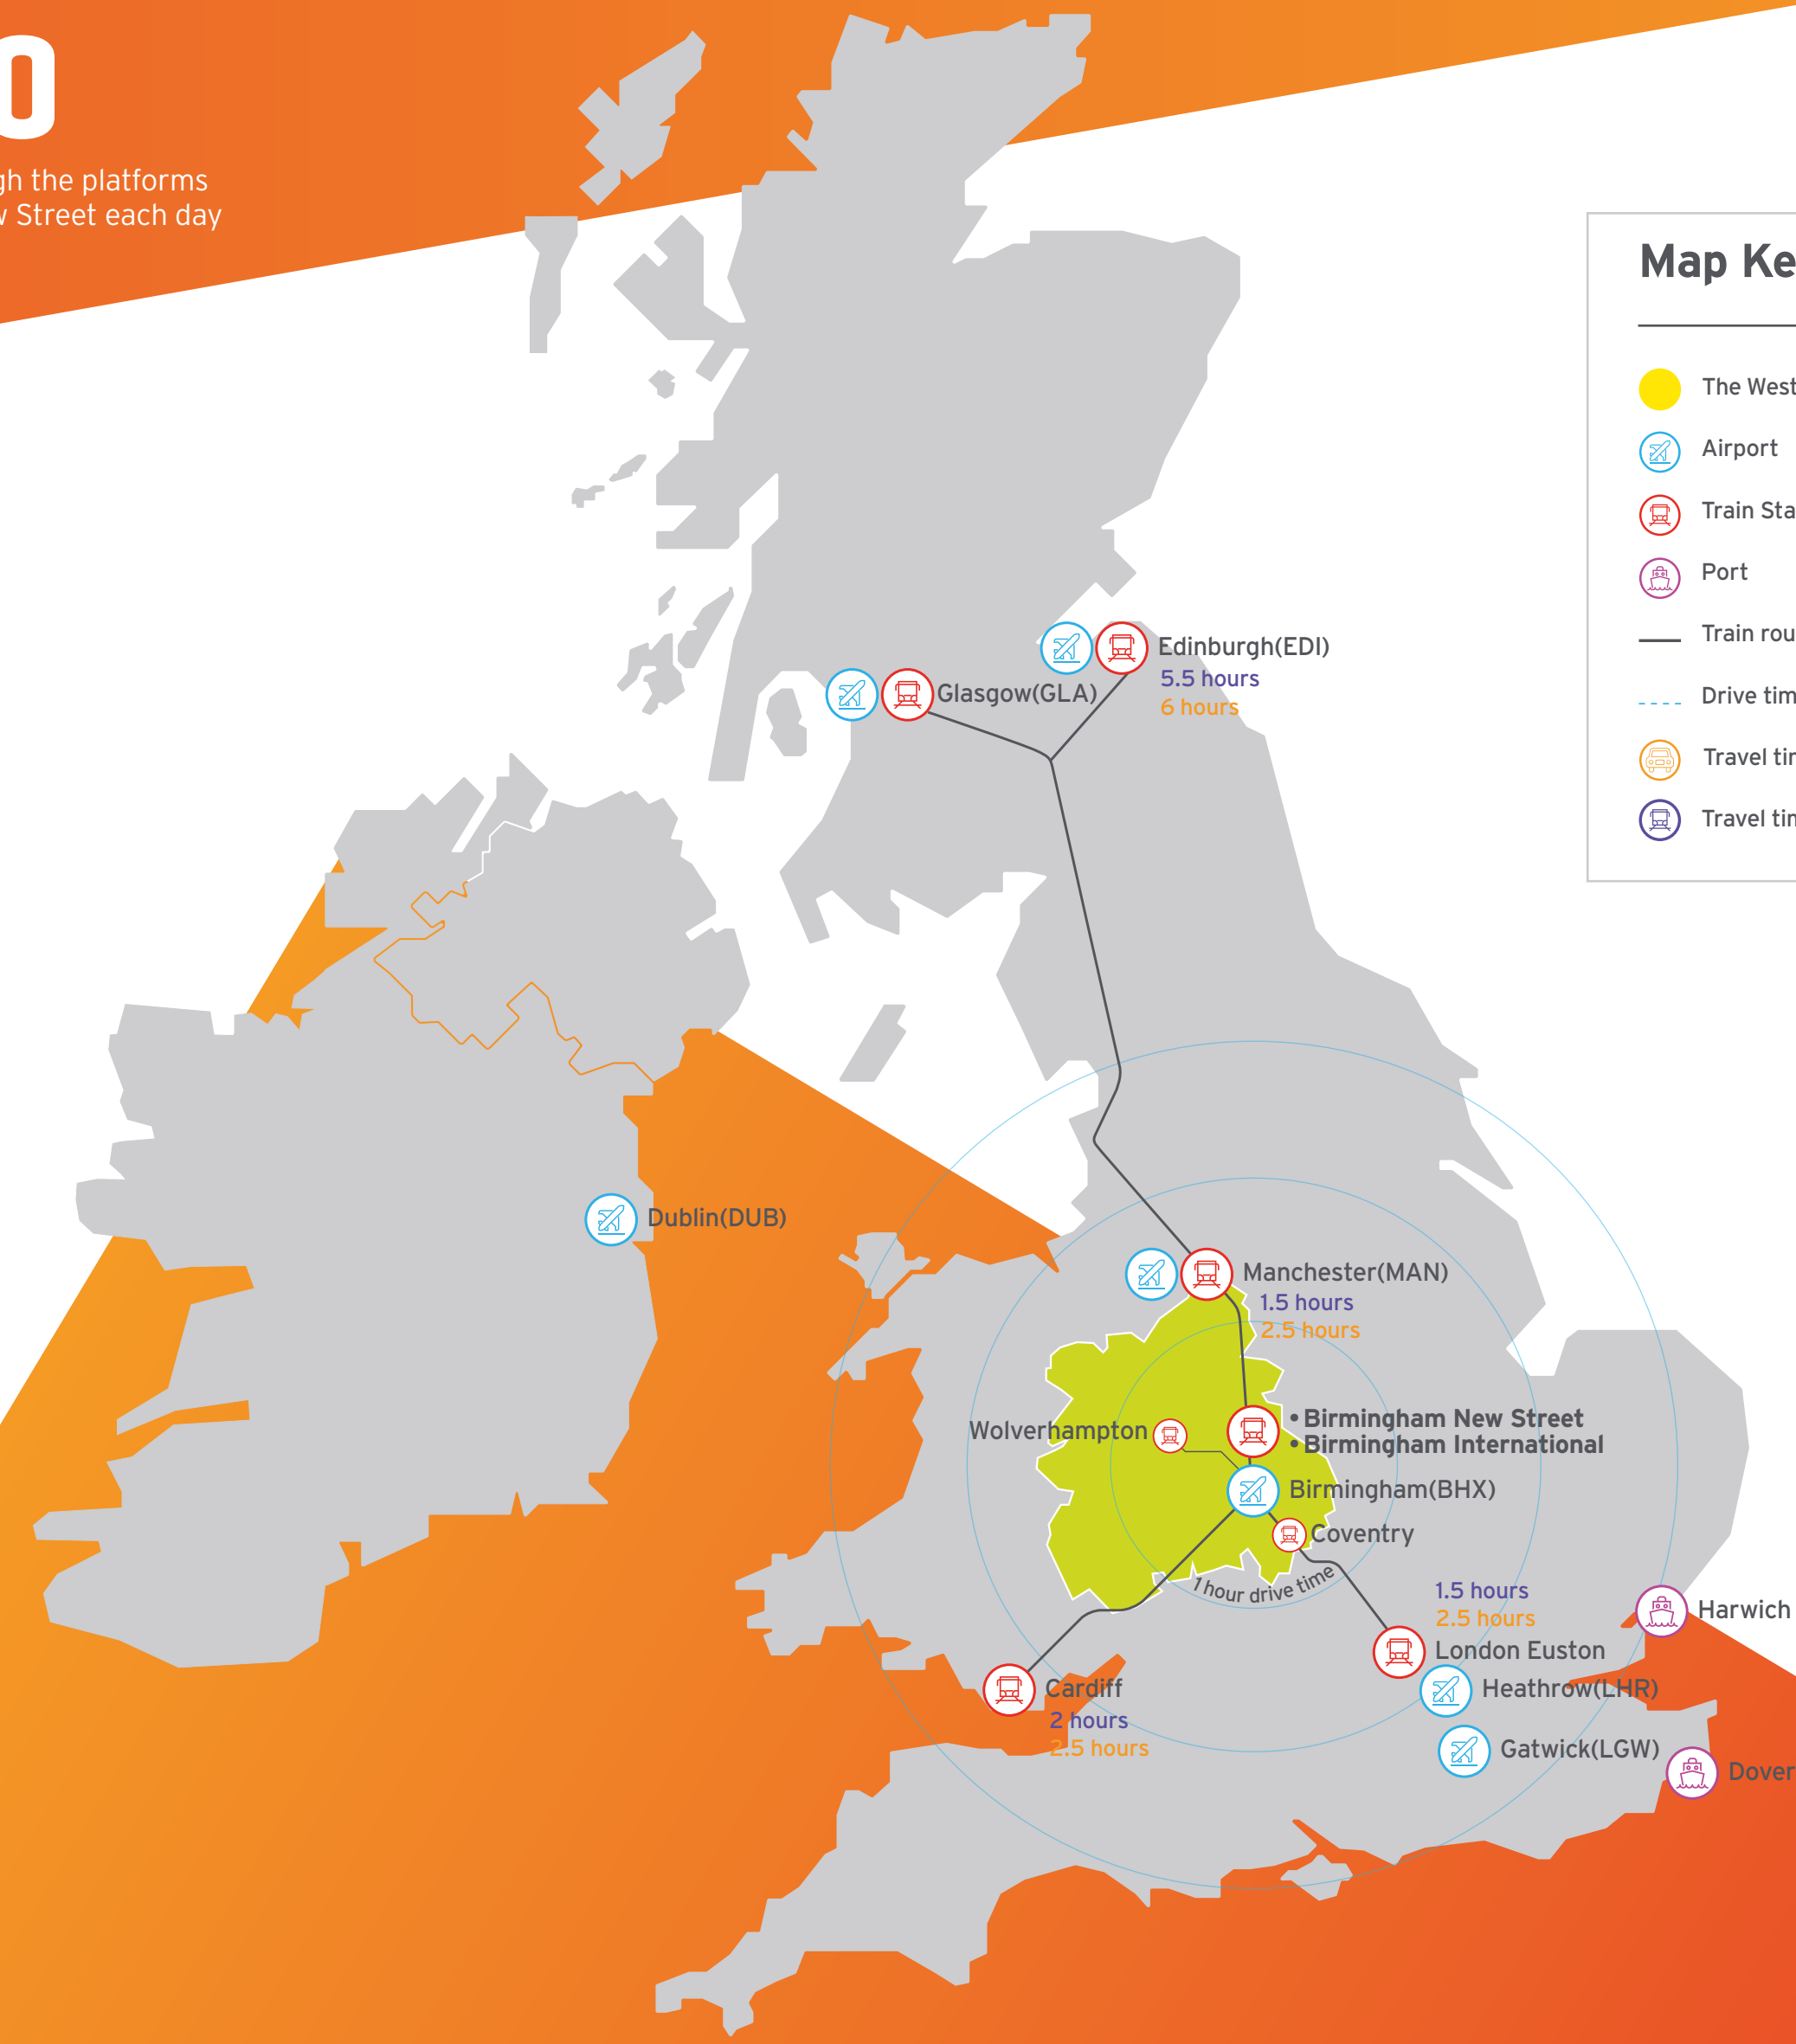 0
gh the platforms
w Street each day
Map Ke
The West
Airport
Train Sta
Port
Train rou
Drive tim
Travel tim
Travel tim
Edinburgh(EDI)
5.5 hours
6 hours
Glasgow(GLA)
Dublin(DUB)
Manchester(MAN)
1.5 hours
2.5 hours
Wolverhampton
• Birmingham New Street
• Birmingham International
Birmingham(BHX)
Coventry
1 hour drive time
1.5 hours
2.5 hours
London Euston
Harwich
Heathrow(LHR)
Cardiff
2 hours
2.5 hours
Gatwick(LGW)
Dover